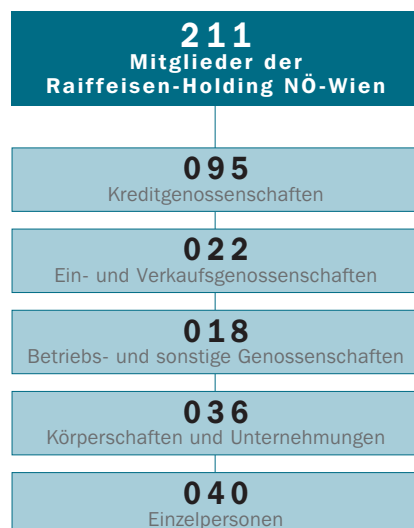 211
Mitglieder der
Raiffeisen-Holding NÖ-Wien
095
Kreditgenossenschaften
022
Ein- und Verkaufsgenossenschaften
018
Betriebs- und sonstige Genossenschaften
036
Körperschaften und Unternehmungen
040
Einzelpersonen